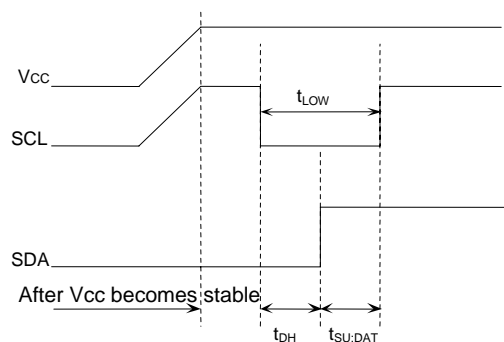 Vcc
tLOW
SCL
SDA
After Vcc becomes stable
tDH
tSU:DAT